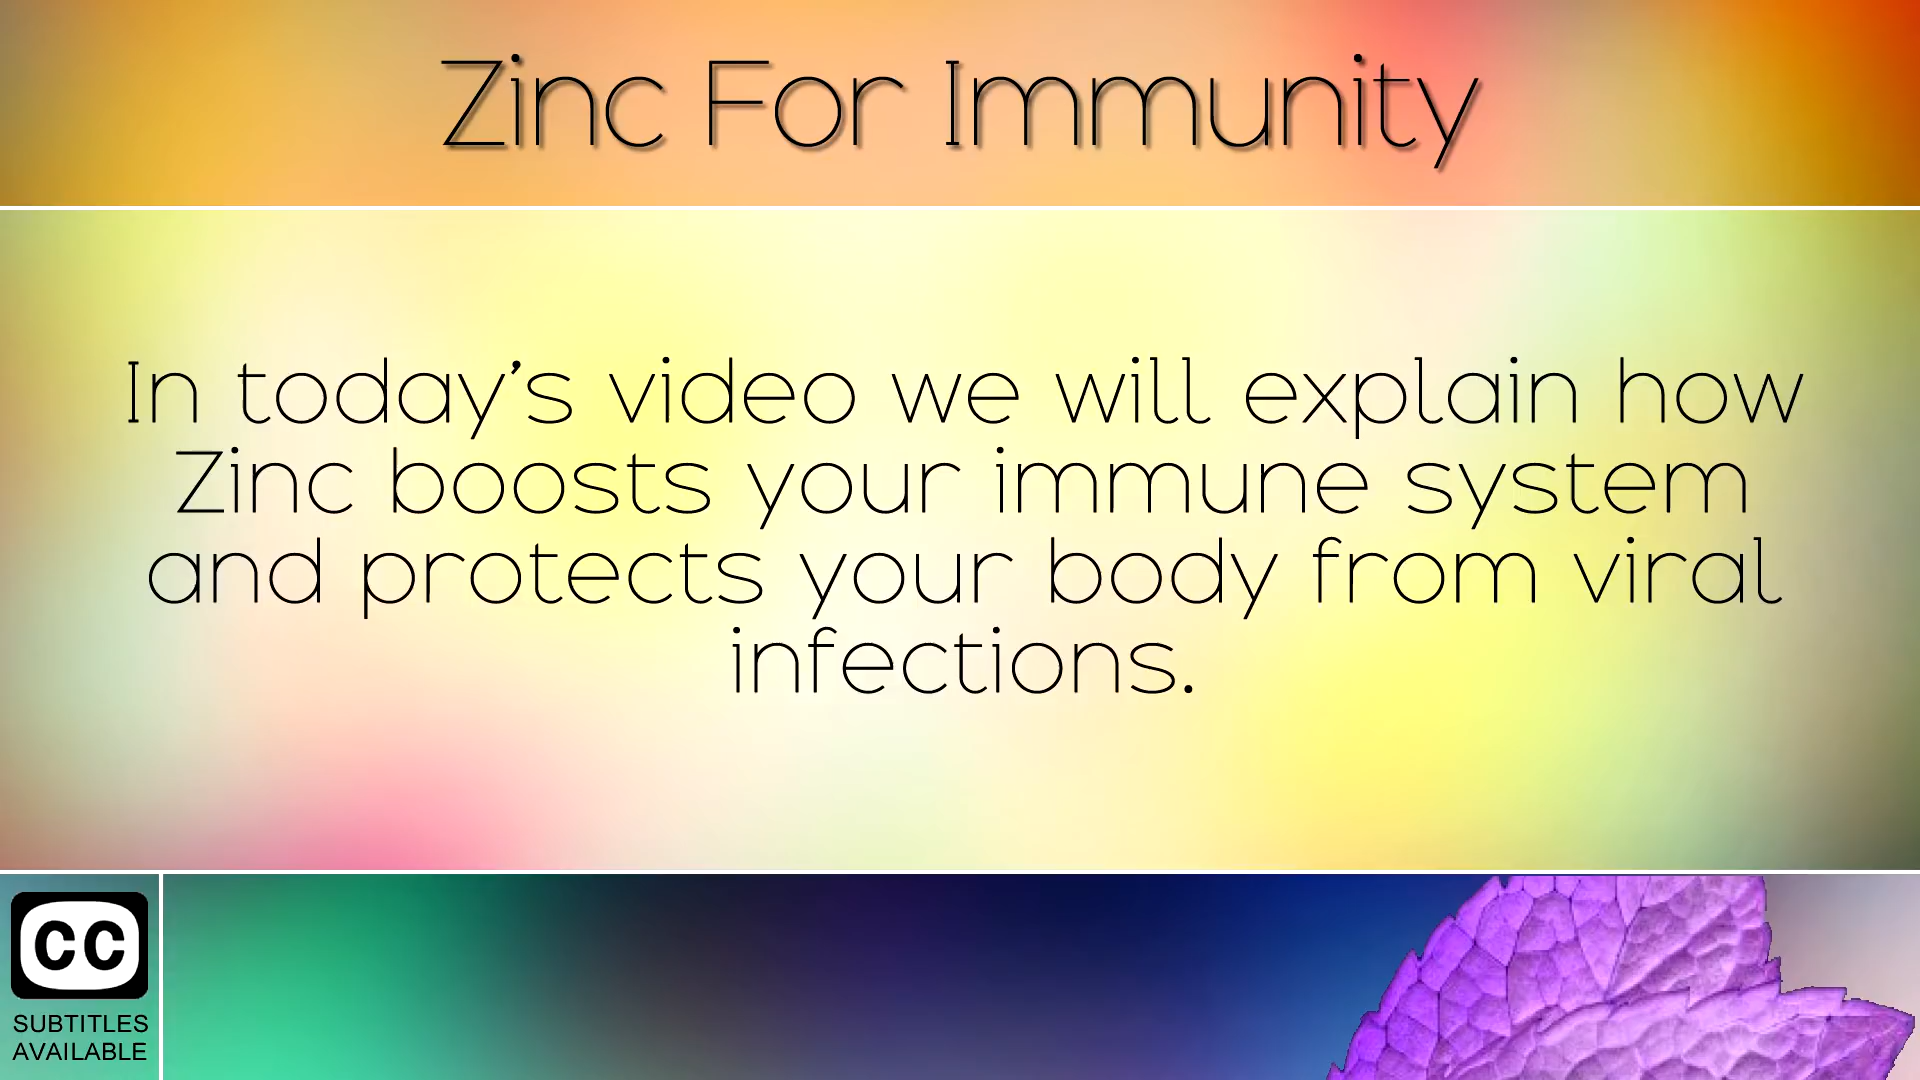 Zinc For Immunity
In today's video we will explain how
Zinc boosts your immune system
and protects your body from viral
infections.
CC
SUBTITLES
AVAILABLE